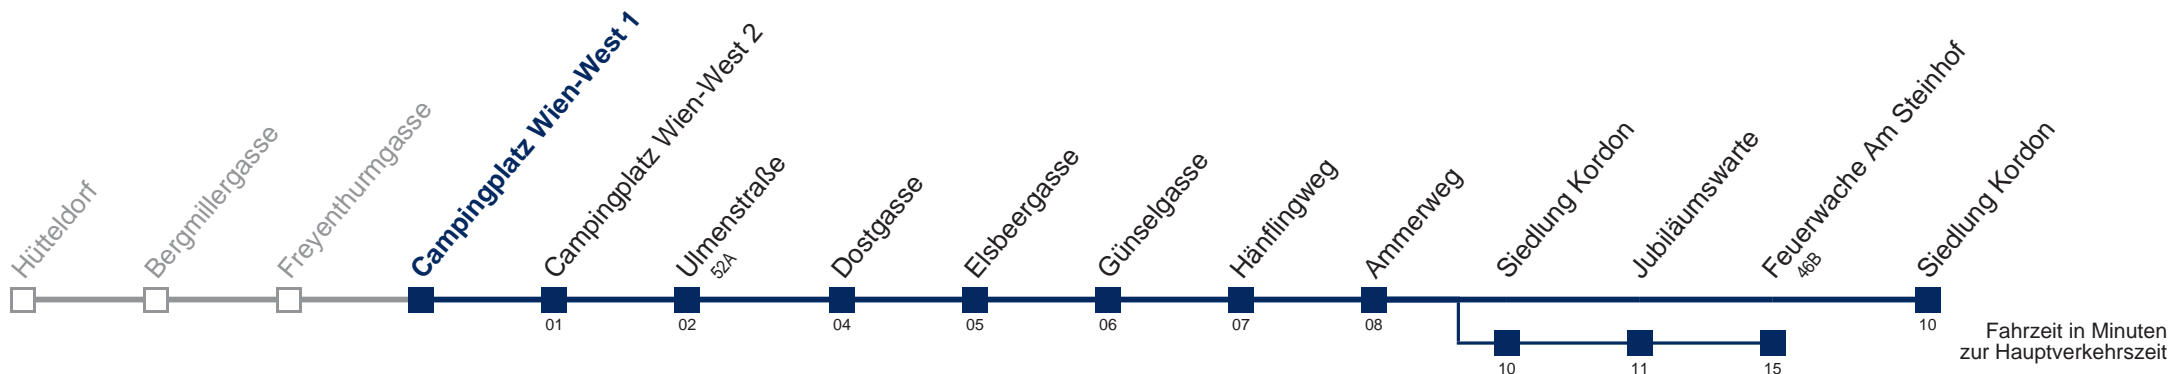 Hütteldorf
Bergmillergasse
Freyenthurmgasse
Campingplatz Wien-West 1
Campingplatz Wien-West 2
Ulmenstraße
52A
Dostgasse
Elsbeergasse
Günselgasse
Hänflingweg
Ammerweg
Siedlung Kordon
Jubiläumswarte
Feuerwache Am Steinhof
46B
Siedlung Kordon
01
02
04
05
06
07
08
10
10
11
15
Fahrzeit in Minuten
zur Hauptverkehrszeit